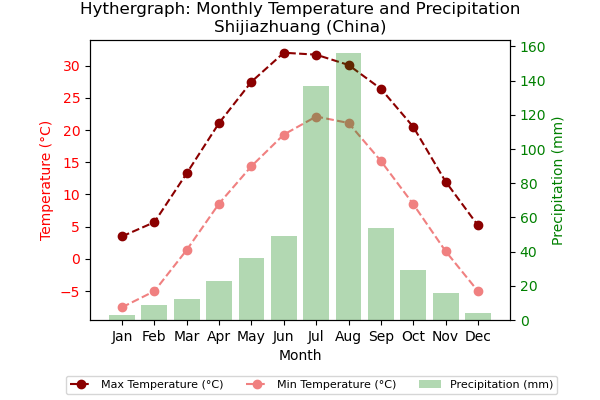 Hythergraph: Monthly Temperature and Precipitation
Shijiazhuang (China)
Temperature (°C)
30
25
20
15
10
5
0
−5
160
140
120
100
80
60
40
20
0
Precipitation (mm)
Jan Feb Mar Apr May Jun Jul Aug Sep Oct Nov Dec
Month
Max Temperature (°C) Min Temperature (°C) Precipitation (mm)